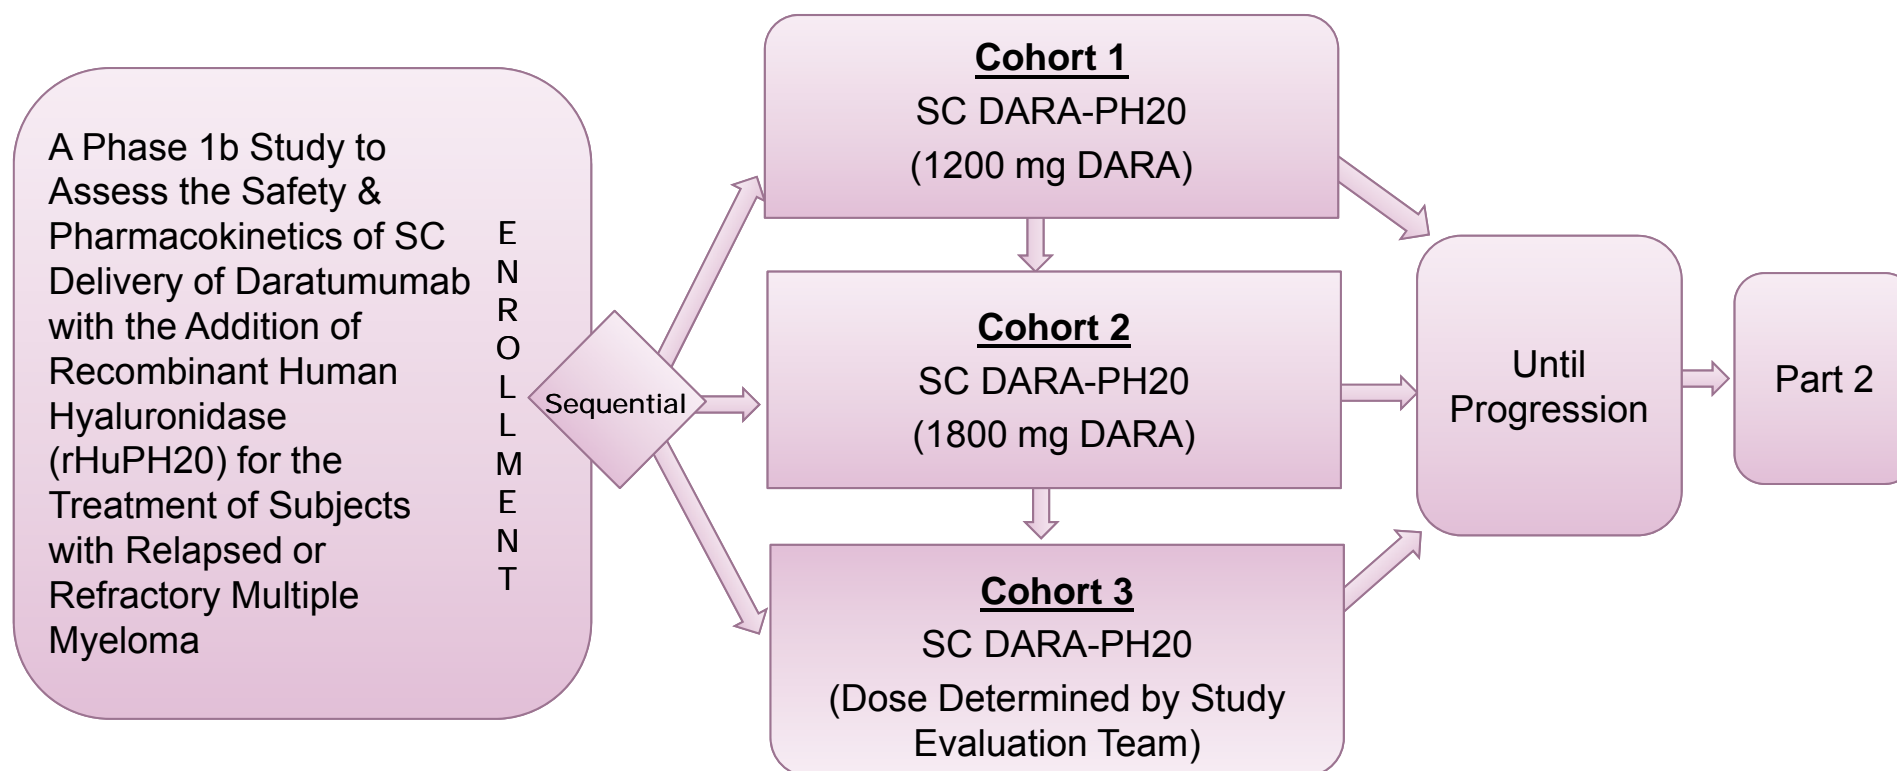 A Phase 1b Study to
Assess the Safety &
Pharmacokinetics of SC
Delivery of Daratumumab
with the Addition of
Recombinant Human
Hyaluronidase
(rHuPH20) for the
Treatment of Subjects
with Relapsed or
Refractory Multiple
Myeloma
ENROLLMENT
Sequential
Cohort 1
SC DARA-PH20
(1200 mg DARA)
Cohort 2
SC DARA-PH20
(1800 mg DARA)
Cohort 3
SC DARA-PH20
(Dose Determined by Study
Evaluation Team)
Until
Progression
Part 2